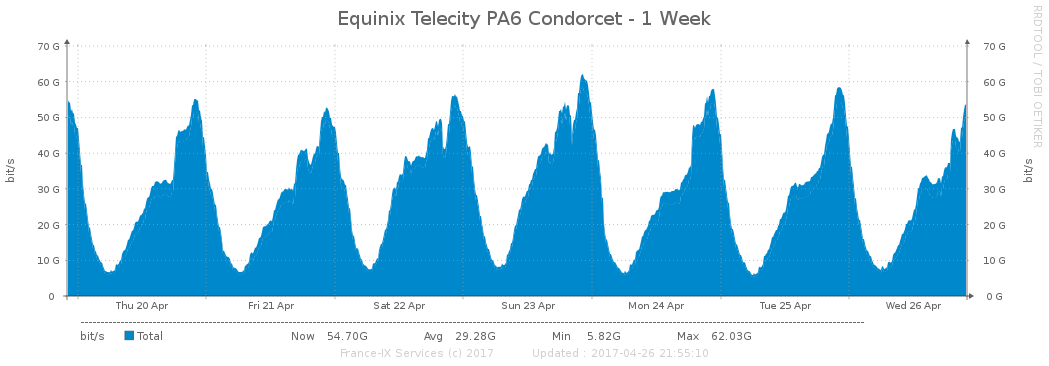 Equinix Telecity PA6 Condorcet - 1 Week
RRDTOOL / TOBI OETIKER
70 G 70 G
60 G 60 G
50 G 50 G
40 G 40 G
30 G 30 G
20 G 20 G
10 G 10 G
0 0 G
bit/s
bit/s
Thu 20 Apr Fri 21 Apr Sat 22 Apr Sun 23 Apr Mon 24 Apr Tue 25 Apr Wed 26 Apr
bit/s Total Now 54.70G Avg 29.28G Min 5.82G Max 62.03G
France-IX Services (c) 2017 Updated : 2017-04-26 21:55:10